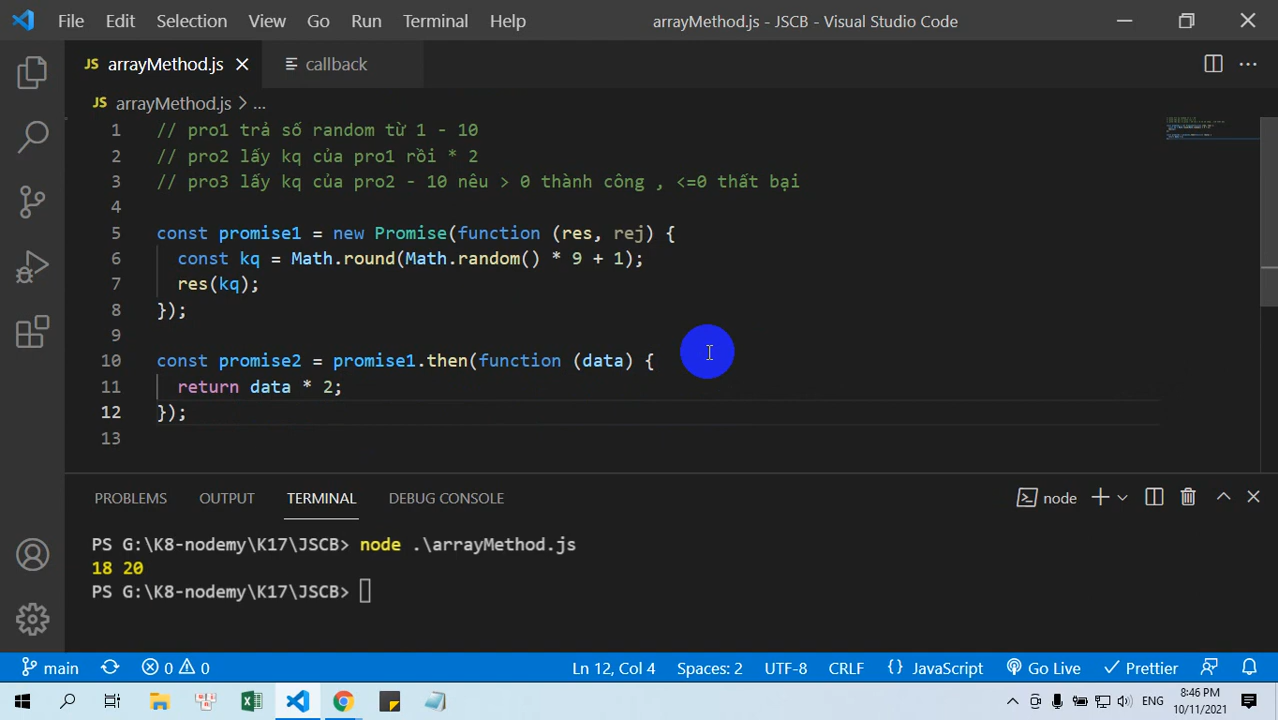 File Edit Selection View Go Run Terminal Help arrayMethod.js - JSCB - Visual Studio Code
JS arrayMethod.js callback
JS arrayMethod.js > ...
1 // pro1 trả số random từ 1 - 10
2 // pro2 lấy kq của pro1 rồi * 2
3 // pro3 lấy kq của pro2 - 10 nêu > 0 thành công , <=0 thất bại
4
5 const promise1 = new Promise(function (res, rej) {
6 const kq = Math.round(Math.random() * 9 + 1);
7 res(kq);
8 });
9
10 const promise2 = promise1.then(function (data) {
11 return data * 2;
12 });
13
PROBLEMS OUTPUT TERMINAL DEBUG CONSOLE node
PS G:\K8-nodemy\K17\JSCB> node .\arrayMethod.js
18 20
PS G:\K8-nodemy\K17\JSCB>
main 0 0 Ln 12, Col 4 Spaces: 2 UTF-8 CRLF {} JavaScript Go Live Prettier
ENG 8:46 PM
10/11/2021